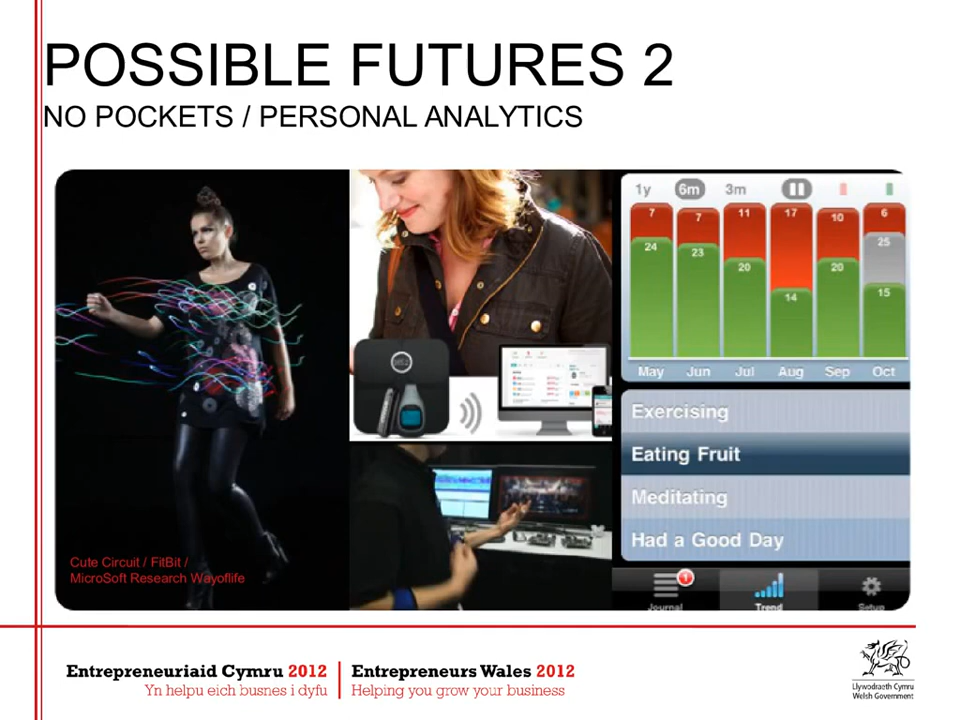 POSSIBLE FUTURES 2
NO POCKETS / PERSONAL ANALYTICS
1y 6m 3m
7 7 11 17 10 6
24 23 20 14 20 25
15
May Jun Jul Aug Sep Oct
Exercising
Eating Fruit
Meditating
Had a Good Day
1
Journal Trend Setup
Cute Circuit / FitBit /
MicroSoft Research Wayoflife
Entrepreneuriaid Cymru 2012
Yn helpu eich busnes i dyfu
Entrepreneurs Wales 2012
Helping you grow your business
Llywodraeth Cymru
Welsh Government